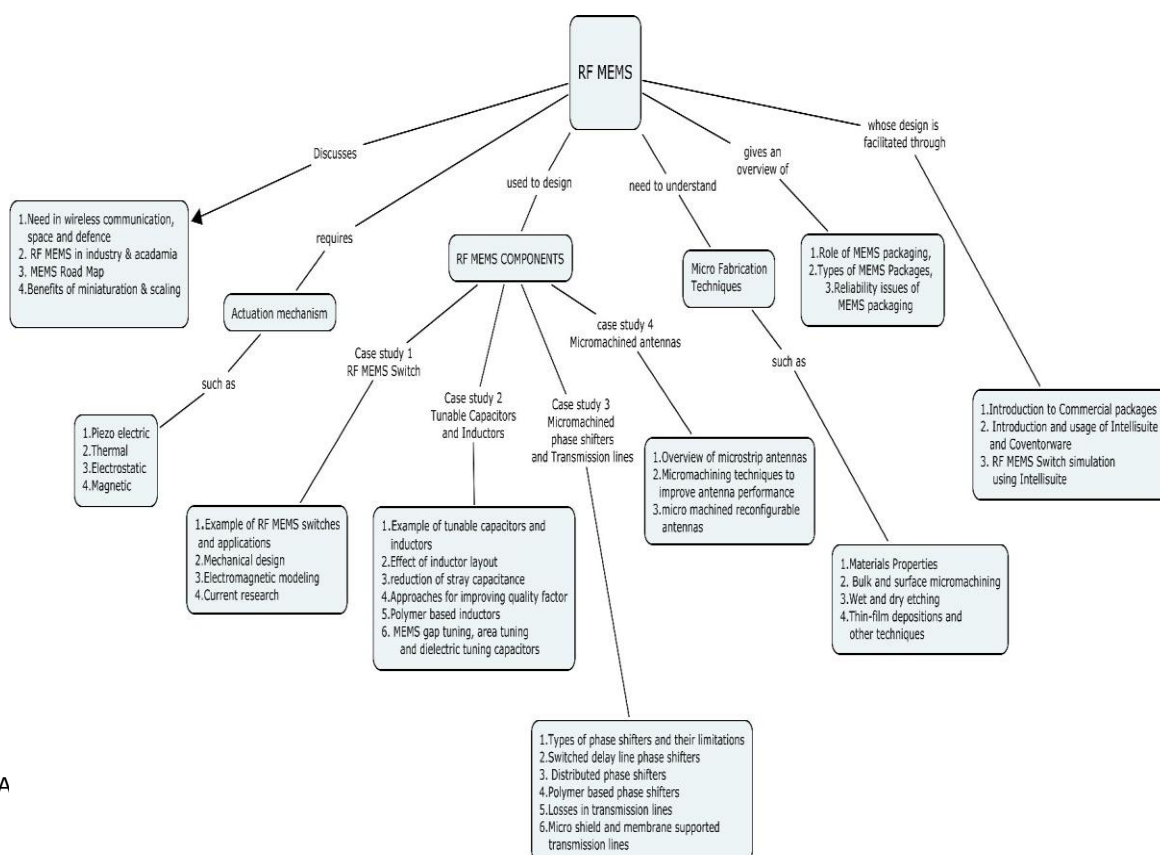 RF MEMS
Discusses
1.Need in wireless communication,
space and defence
2. RF MEMS in industry & acadamia
3. MEMS Road Map
4.Benefits of miniaturation & scaling
requires
Actuation mechanism
such as
1.Piezo electric
2.Thermal
3.Electrostatic
4.Magnetic
used to design
RF MEMS COMPONENTS
Case study 1
RF MEMS Switch
1.Example of RF MEMS switches
and applications
2.Mechanical design
3.Electromagnetic modeling
4.Current research
Case study 2
Tunable Capacitors
and Inductors
1.Example of tunable capacitors and
inductors
2.Effect of inductor layout
3.reduction of stray capacitance
4.Approaches for improving quality factor
5.Polymer based inductors
6. MEMS gap tuning, area tuning
and dielectric tuning capacitors
Case study 3
Micromachined
phase shifters
and Transmission lines
1.Types of phase shifters and their limitations
2.Switched delay line phase shifters
3. Distributed phase shifters
4.Polymer based phase shifters
5.Losses in transmission lines
6.Micro shield and membrane supported
transmission lines
case study 4
Micromachined antennas
1.Overview of microstrip antennas
2.Micromachining techniques to
improve antenna performance
3.micro machined reconfigurable
antennas
need to understand
Micro Fabrication
Techniques
such as
1.Materials Properties
2. Bulk and surface micromachining
3.Wet and dry etching
4.Thin-film depositions and
other techniques
gives an
overview of
1.Role of MEMS packaging,
2.Types of MEMS Packages,
3.Reliability issues of
MEMS packaging
whose design is
facilitated through
1.Introduction to Commercial packages
2. Introduction and usage of Intellisuite
and Coventorware
3. RF MEMS Switch simulation
using Intellisuite
A